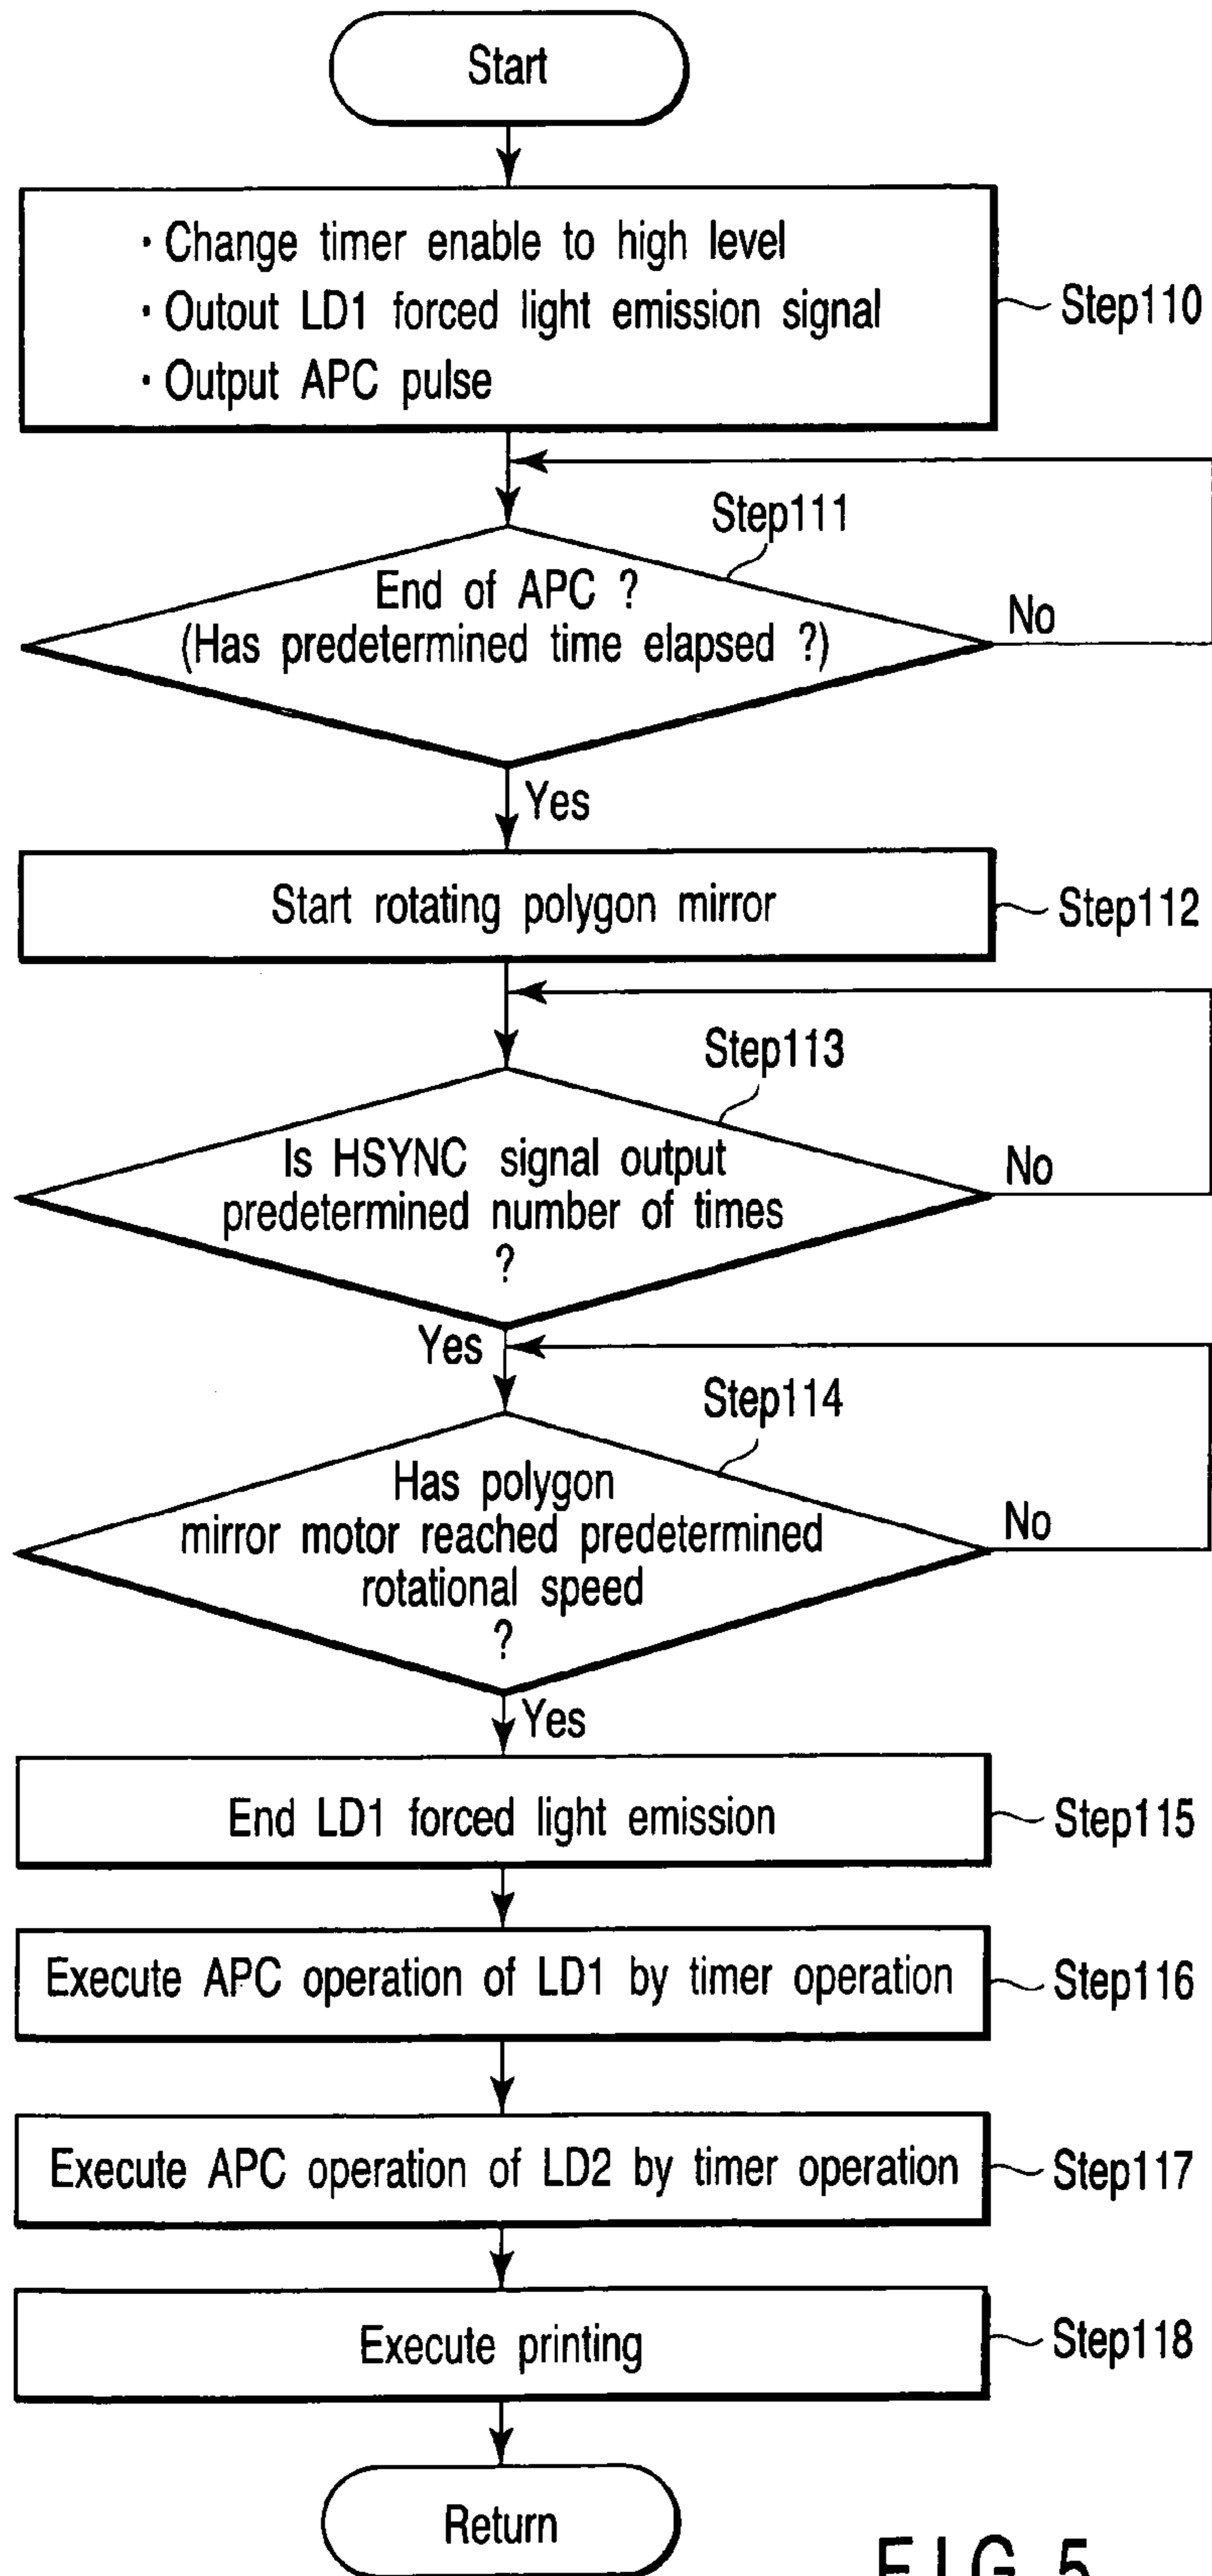 Start
· Change timer enable to high level
· Outout LD1 forced light emission signal
· Output APC pulse
Step110
Step111
End of APC ?
(Has predetermined time elapsed ?)
No
Yes
Start rotating polygon mirror
Step112
Step113
Is HSYNC signal output
predetermined number of times
?
No
Yes
Step114
Has polygon
mirror motor reached predetermined
rotational speed
?
No
Yes
End LD1 forced light emission
Step115
Execute APC operation of LD1 by timer operation
Step116
Execute APC operation of LD2 by timer operation
Step117
Execute printing
Step118
Return
FIG. 5